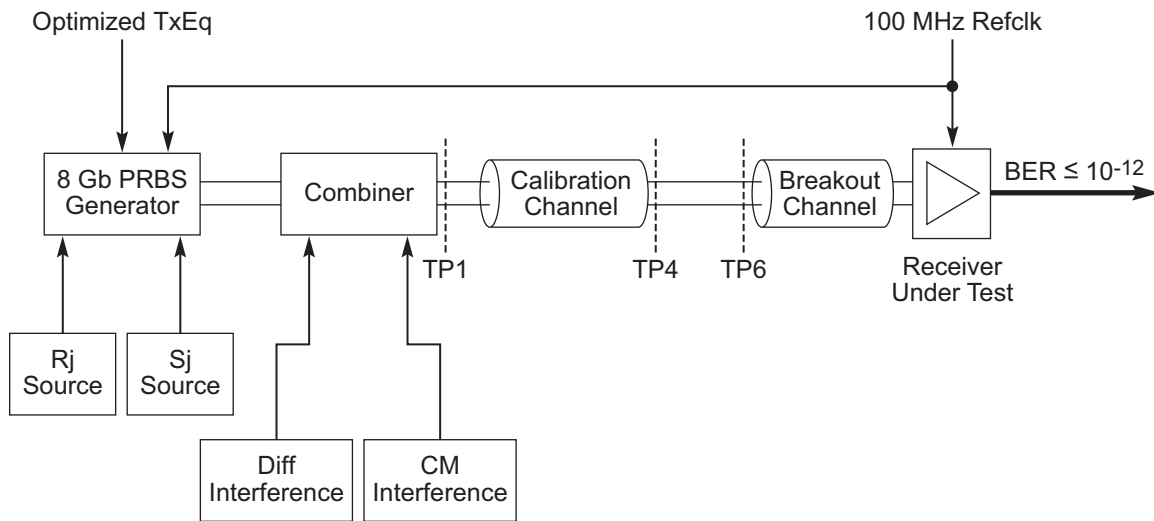 Optimized TxEq
100 MHz Refclk
8 Gb PRBS
Generator
Combiner
Calibration
Channel
Breakout
Channel
BER ≤ 10-12
TP1
TP4
TP6
Receiver
Under Test
Rj
Source
Sj
Source
Diff
Interference
CM
Interference